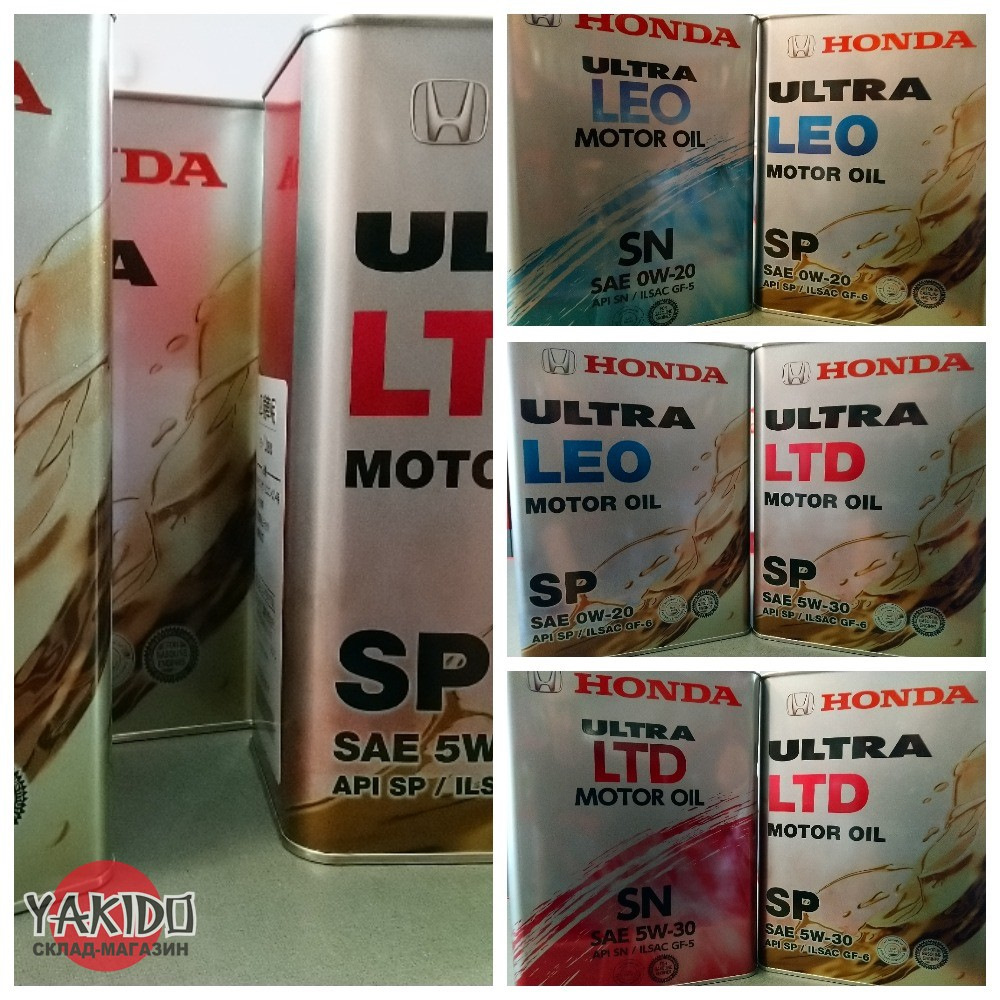 A
NDA
A
UL
LT
MOTO
SP
SAE 5W
API SP / ILS
YAKIDO
СКЛАД-МАГАЗИН
HONDA
ULTRA
LEO
MOTOR OIL
SN
SAE 0W-20
API SN / ILSAC GF-5
HONDA
ULTRA
LEO
MOTOR OIL
SP
SAE 0W-20
API SP / ILSAC GF-6
HONDA
ULTRA
LEO
MOTOR OIL
SP
SAE 0W-20
API SP / ILSAC GF-6
HONDA
ULTRA
LTD
MOTOR OIL
SP
SAE 5W-30
API SP / ILSAC GF-6
HONDA
ULTRA
LTD
MOTOR OIL
SN
SAE 5W-30
API SN / ILSAC GF-5
HONDA
ULTRA
LTD
MOTOR OIL
SP
SAE 5W-30
API SP / ILSAC GF-6